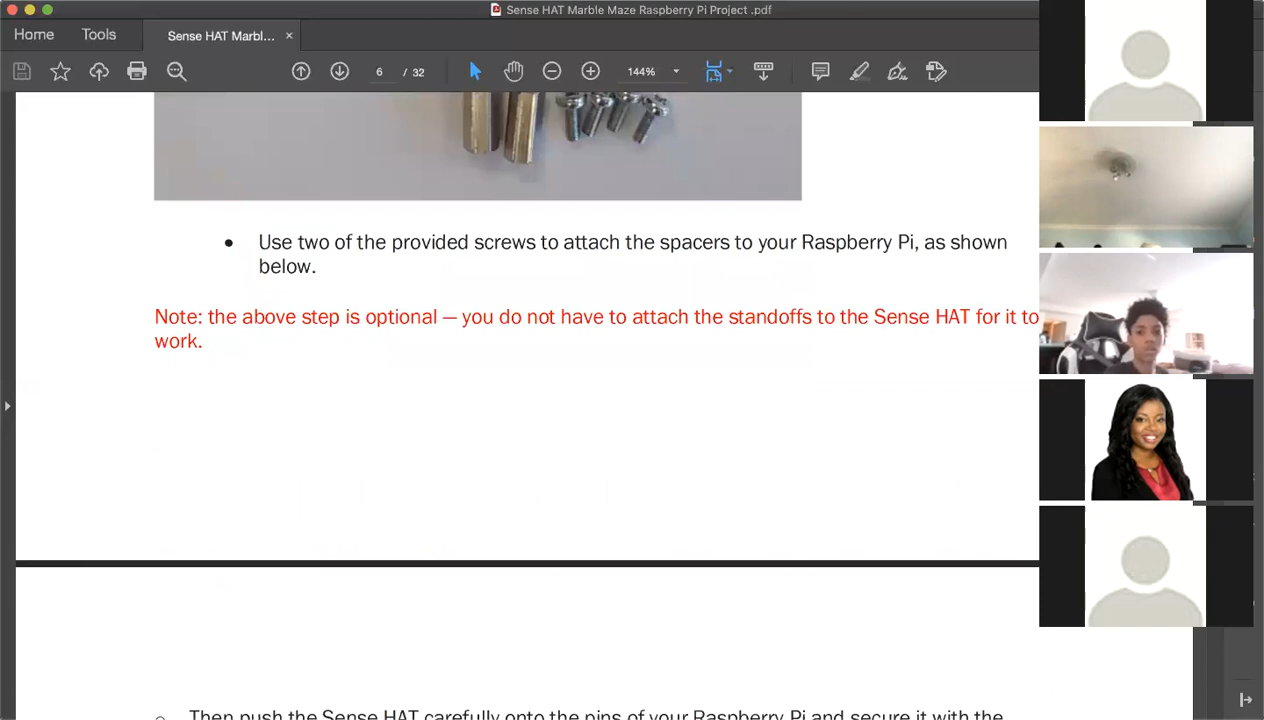 Sense HAT Marble Maze Raspberry Pi Project .pdf
Home Tools Sense HAT Marbl... ×
6 / 32 144%
• Use two of the provided screws to attach the spacers to your Raspberry Pi, as shown
below.
Note: the above step is optional — you do not have to attach the standoffs to the Sense HAT for it to
work.
Then push the Sense HAT carefully onto the pins of your Raspberry Pi and secure it with the